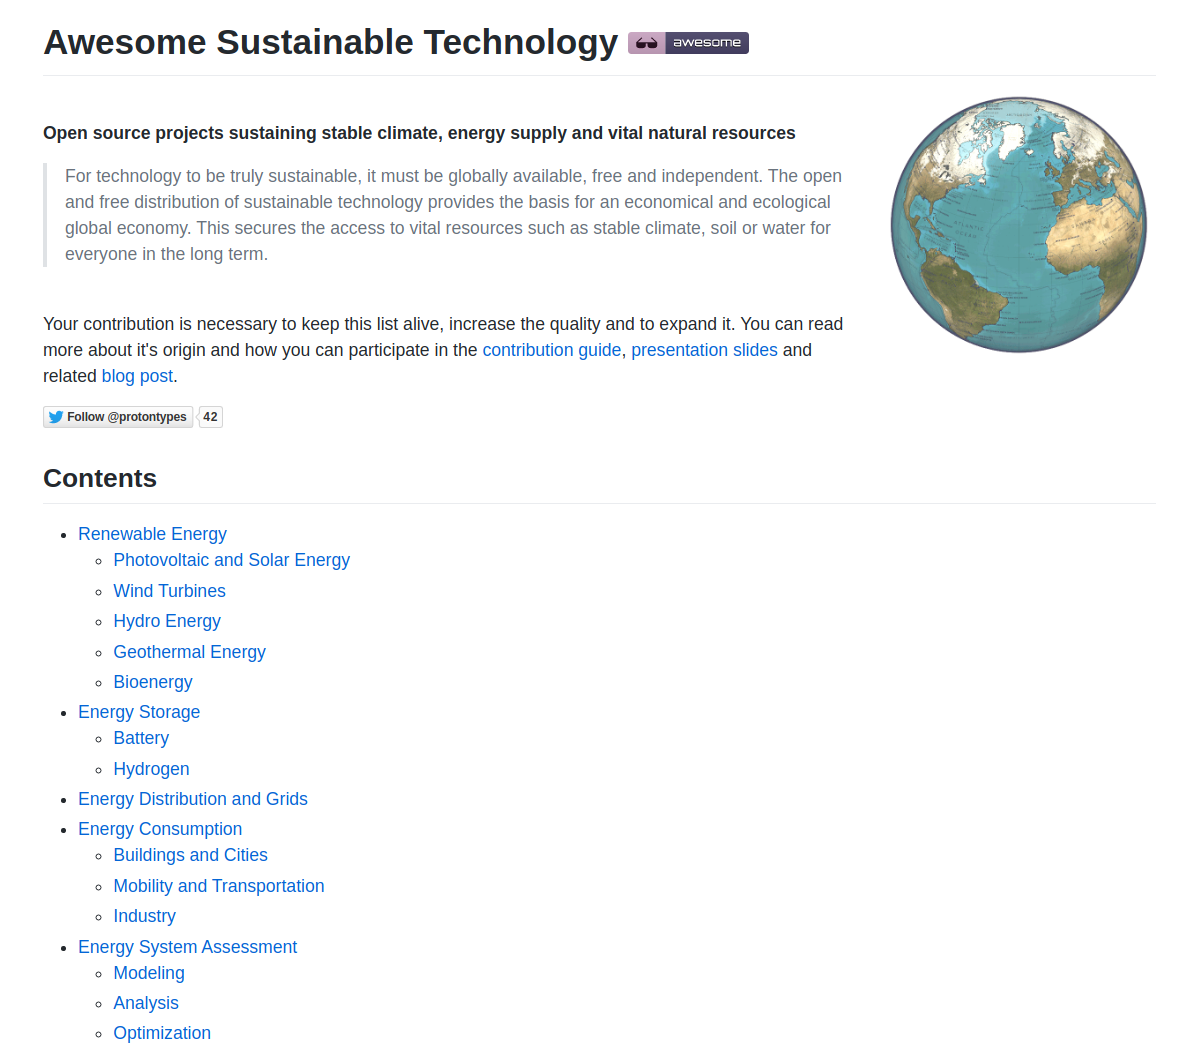 Awesome Sustainable Technology awesome
Open source projects sustaining stable climate, energy supply and vital natural resources
For technology to be truly sustainable, it must be globally available, free and independent. The open
and free distribution of sustainable technology provides the basis for an economical and ecological
global economy. This secures the access to vital resources such as stable climate, soil or water for
everyone in the long term.
ATLANTIC
OCEAN
Your contribution is necessary to keep this list alive, increase the quality and to expand it. You can read
more about it's origin and how you can participate in the contribution guide, presentation slides and
related blog post.
Follow @protontypes 42
Contents
Renewable Energy
Photovoltaic and Solar Energy
Wind Turbines
Hydro Energy
Geothermal Energy
Bioenergy
Energy Storage
Battery
Hydrogen
Energy Distribution and Grids
Energy Consumption
Buildings and Cities
Mobility and Transportation
Industry
Energy System Assessment
Modeling
Analysis
Optimization